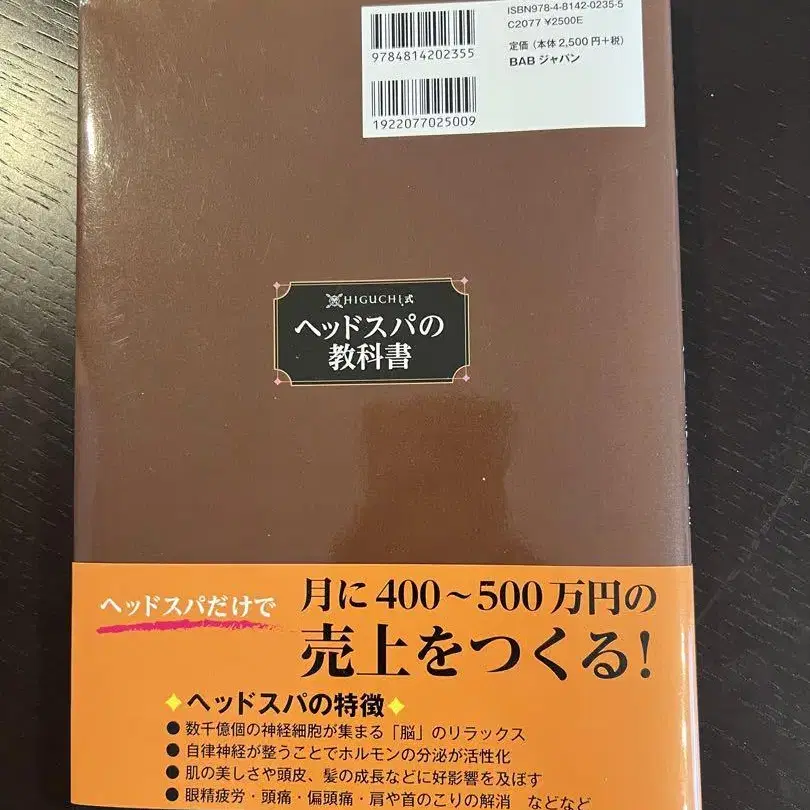 ISBN978-4-8142-0235-5
C2077 ¥2500E
定価（本体2,500円+税）
BABジャパン
9784814202355
1922077025009
HIGUCHI式
ヘッドスパの
教科書
ヘッドスパだけで
月に400～500万円の
売上をつくる!
ヘッドスパの特徴
● 数千億個の神経細胞が集まる「脳」のリラックス
● 自律神経が整うことでホルモンの分泌が活性化
● 肌の美しさや頭皮、髪の成長などに好影響を及ぼす
● 眼精疲労・頭痛・偏頭痛・肩や首のこりの解消 などなど